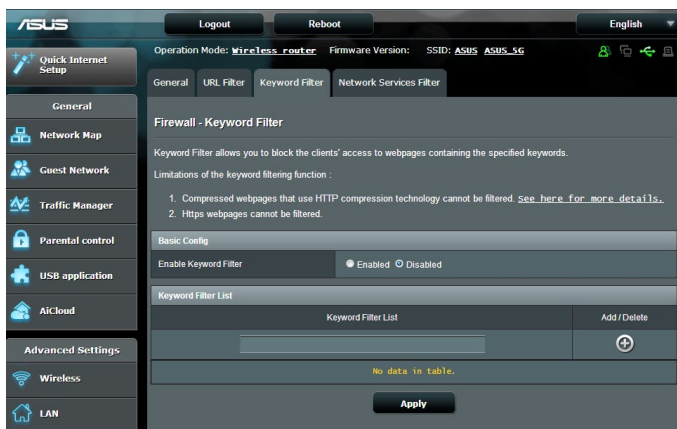 ASUS
Logout
Reboot
English
Operation Mode: Wireless router Firmware Version: SSID: ASUS ASUS_5G
Quick Internet
Setup
General
Network Map
Guest Network
Traffic Manager
Parental control
USB application
AiCloud
Advanced Settings
Wireless
LAN
General
URL Filter
Keyword Filter
Network Services Filter
Firewall - Keyword Filter
Keyword Filter allows you to block the clients' access to webpages containing the specified keywords.
Limitations of the keyword filtering function :
1. Compressed webpages that use HTTP compression technology cannot be filtered. See here for more details.
2. Https webpages cannot be filtered.
Basic Config
Enable Keyword Filter
Enabled Disabled
Keyword Filter List
Keyword Filter List
Add / Delete
No data in table.
Apply